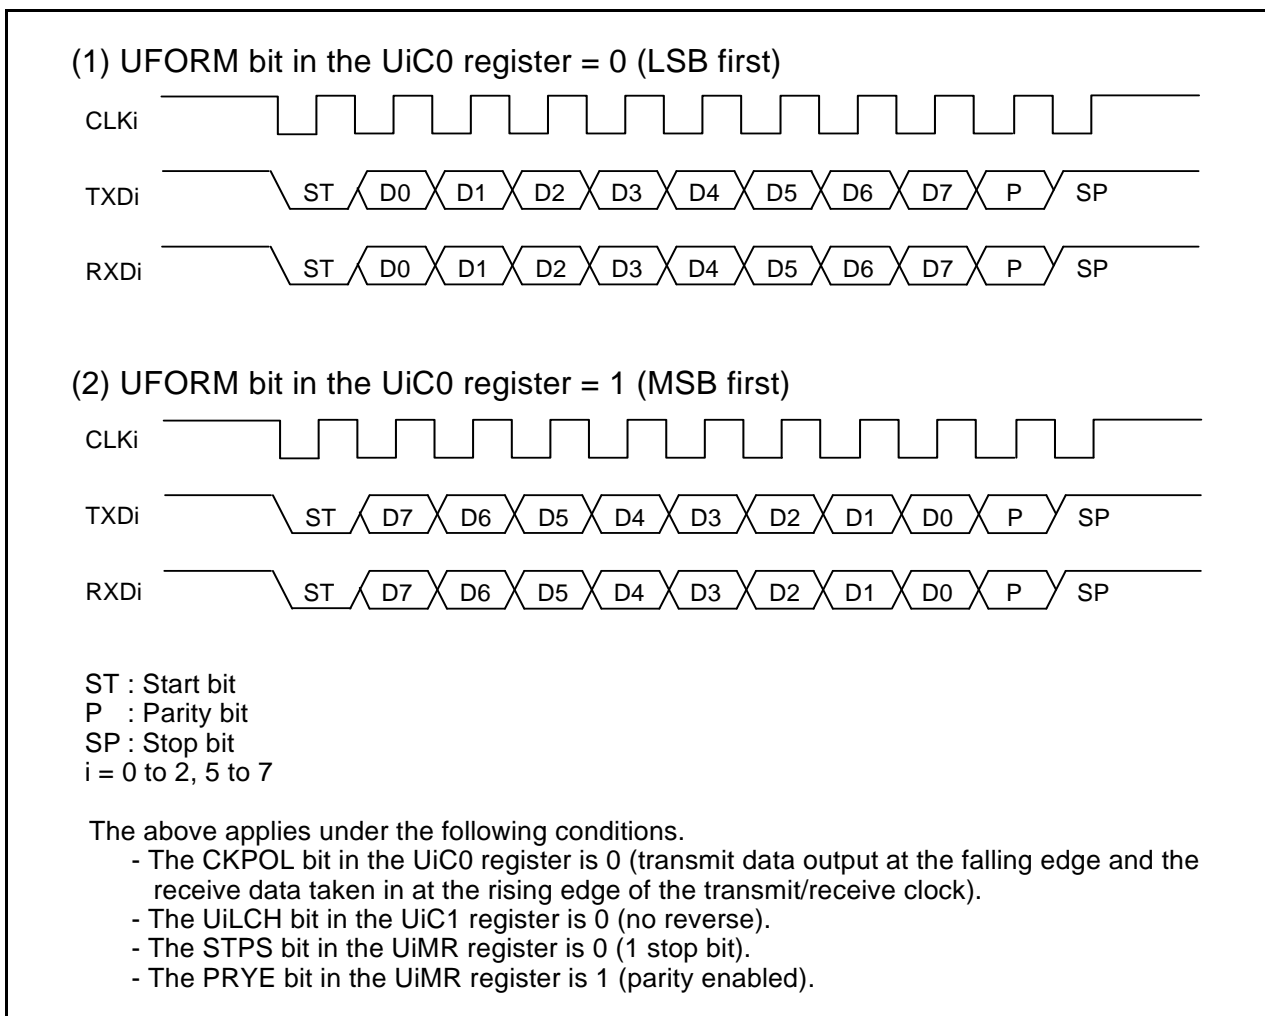 (1) UFORM bit in the UiC0 register = 0 (LSB first)
CLKi
TXDi ST D0 D1 D2 D3 D4 D5 D6 D7 P SP
RXDi ST D0 D1 D2 D3 D4 D5 D6 D7 P SP
(2) UFORM bit in the UiC0 register = 1 (MSB first)
CLKi
TXDi ST D7 D6 D5 D4 D3 D2 D1 D0 P SP
RXDi ST D7 D6 D5 D4 D3 D2 D1 D0 P SP
ST : Start bit
P : Parity bit
SP : Stop bit
i = 0 to 2, 5 to 7
The above applies under the following conditions.
- The CKPOL bit in the UiC0 register is 0 (transmit data output at the falling edge and the
receive data taken in at the rising edge of the transmit/receive clock).
- The UiLCH bit in the UiC1 register is 0 (no reverse).
- The STPS bit in the UiMR register is 0 (1 stop bit).
- The PRYE bit in the UiMR register is 1 (parity enabled).